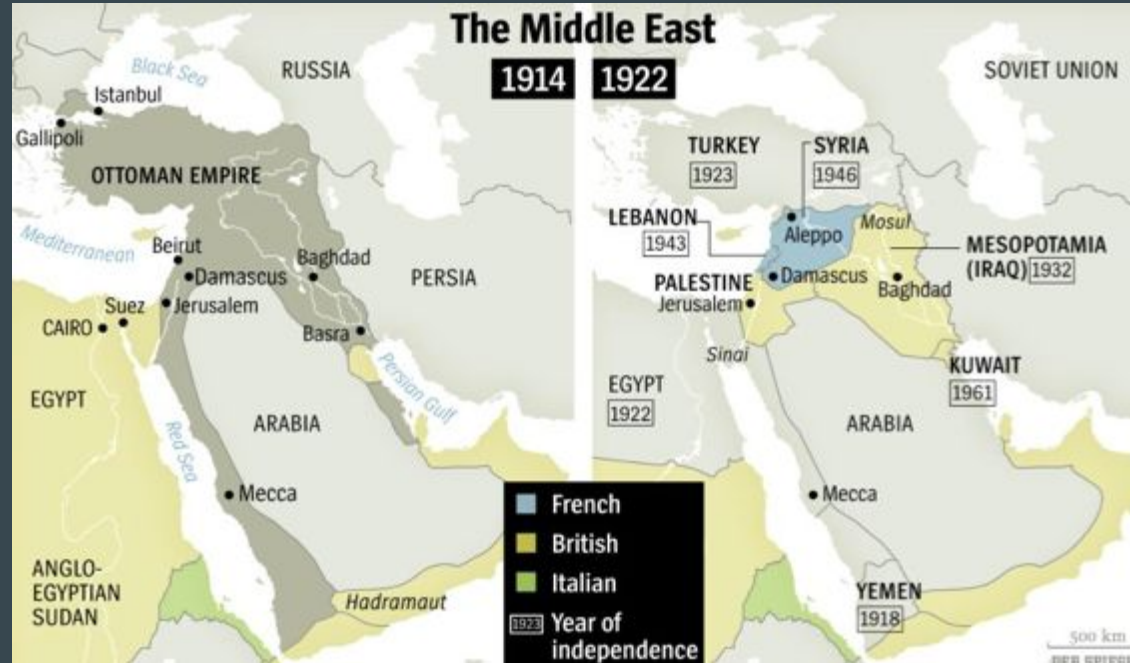 The Middle East
1914
Black Sea
RUSSIA
Istanbul
Gallipoli
OTTOMAN EMPIRE
Mediterranean
Beirut
Damascus
Baghdad
PERSIA
Suez
Jerusalem
CAIRO
Basra
EGYPT
Persian Gulf
ARABIA
Red Sea
Mecca
ANGLO-
EGYPTIAN
SUDAN
Hadramaut
1922
SOVIET UNION
TURKEY
1923
SYRIA
1946
LEBANON
1943
Aleppo
Mosul
MESOPOTAMIA
(IRAQ) 1932
PALESTINE
Damascus
Jerusalem
Baghdad
Sinai
KUWAIT
1961
EGYPT
1922
ARABIA
Mecca
YEMEN
1918
French
British
Italian
1923 Year of
independence
500 km